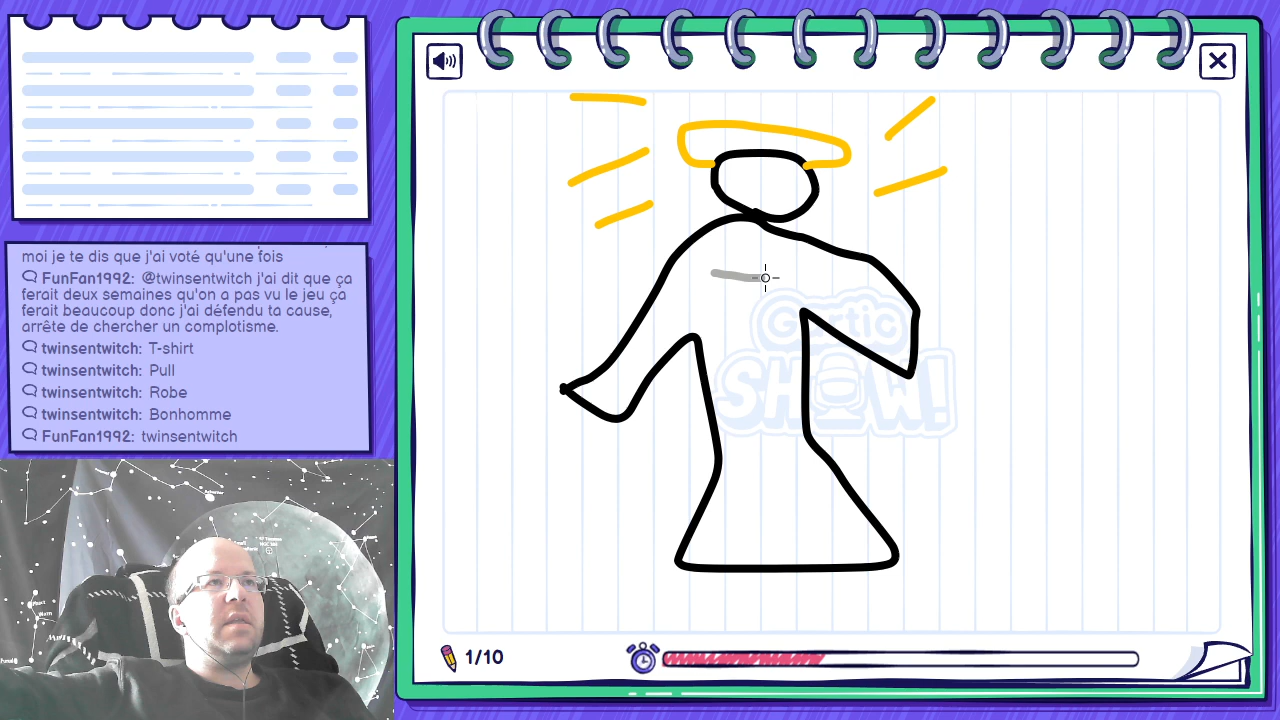 moi je te dis que j'ai voté qu'une fois
FunFan1992: @twinsentwitch j'ai dit que ça
ferait deux semaines qu'on a pas vu le jeu ça
ferait beaucoup donc j'ai défendu ta cause,
arrête de chercher un complotisme.
twinsentwitch: T-shirt
twinsentwitch: Pull
twinsentwitch: Robe
twinsentwitch: Bonhomme
FunFan1992: twinsentwitch
Gartic
SHOW!
1/10